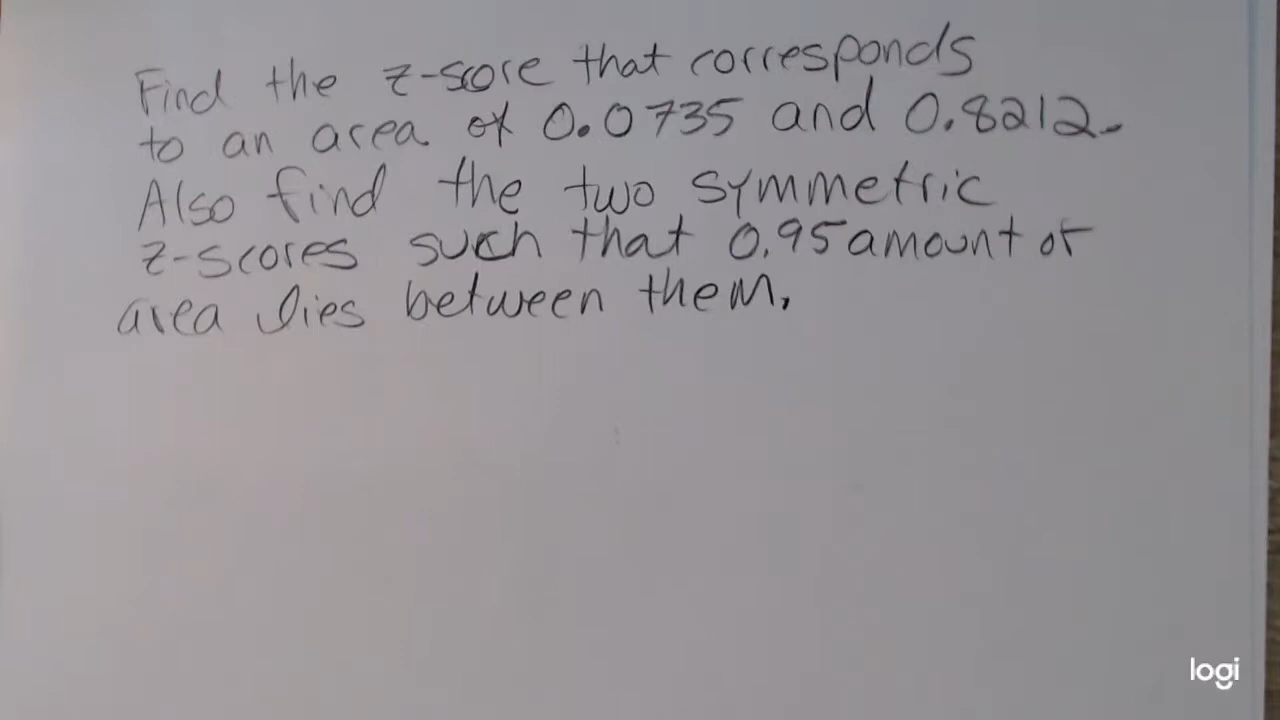 Find the z-score that corresponds
to an area of 0.0735 and 0.8212.
Also find the two symmetric
z-scores such that 0.95 amount of
area lies between them.
logi